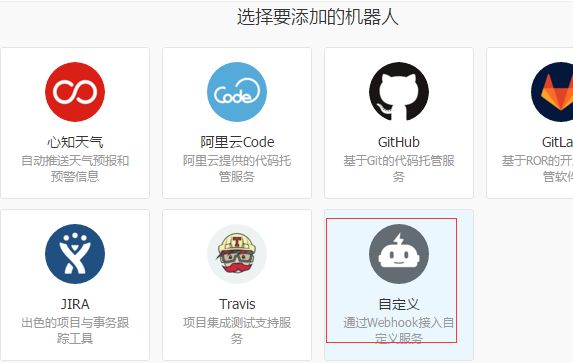 选择要添加的机器人
心知天气
自动推送天气预报和
预警信息
Code
阿里云Code
阿里云提供的代码托
管服务
GitHub
基于Git的代码托管服
务
GitLa
基于ROR的开
管软件
JIRA
出色的项目与事务跟
踪工具
T
Travis
项目集成测试支持服
务
自定义
通过Webhook接入自
定义服务